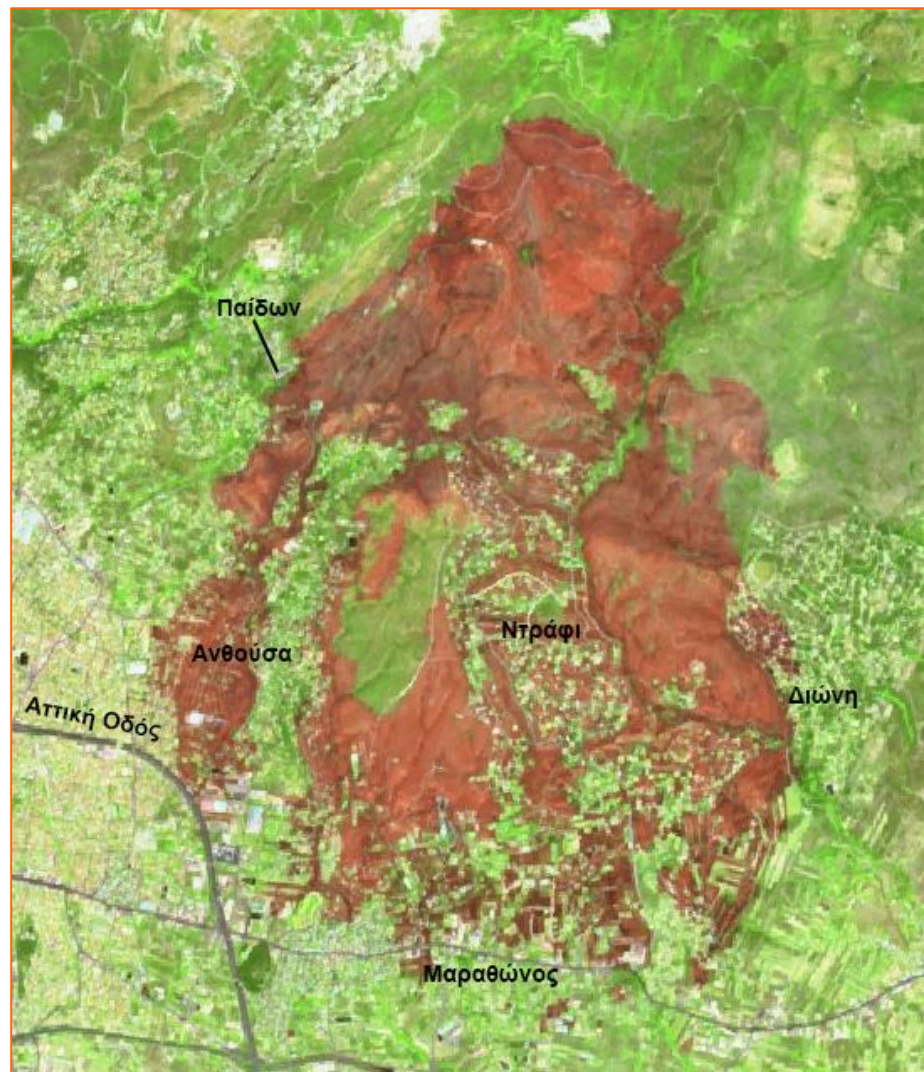 Παίδων
Ντράφι
Ανθούσα
Διώνη
Αττική Οδός
Μαραθώνος